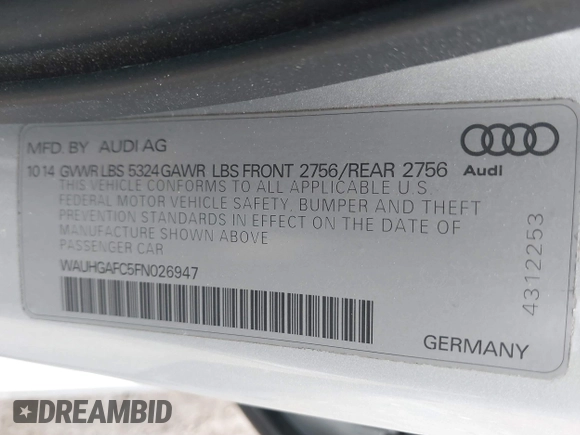 MFD. BY AUDI AG
10 14 GVWR LBS 5324 GAWR LBS FRONT 2756/REAR 2756
THIS VEHICLE CONFORMS TO ALL APPLICABLE U.S.
FEDERAL MOTOR VEHICLE SAFETY, BUMPER AND THEFT
PREVENTION STANDARDS IN EFFECT ON THE DATE OF
MANUFACTURE SHOWN ABOVE
PASSENGER CAR
WAUHGAFC5FN026947
Audi
4312253
GERMANY
DREAMBID